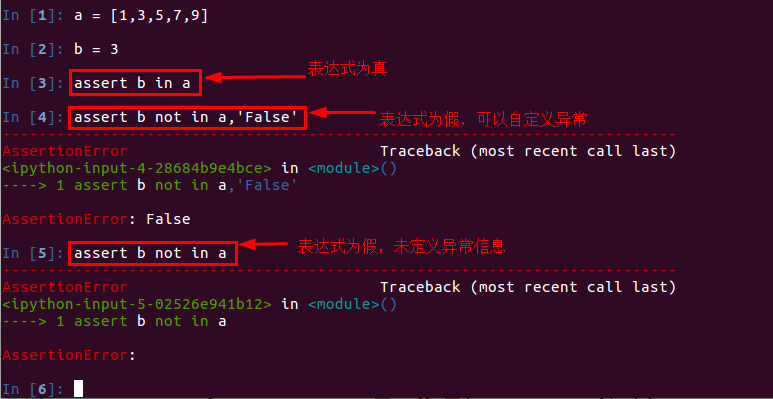 In [1]: a = [1,3,5,7,9]
In [2]: b = 3
表达式为真
In [3]: assert b in a
In [4]: assert b not in a,'False'
表达式为假，可以自定义异常
AssertionError Traceback (most recent call last)
<ipython-input-4-28684b9e4bce> in <module>()
----> 1 assert b not in a,'False'
AssertionError: False
In [5]: assert b not in a
表达式为假，未定义异常信息
AssertionError Traceback (most recent call last)
<ipython-input-5-02526e941b12> in <module>()
----> 1 assert b not in a
AssertionError:
In [6]: